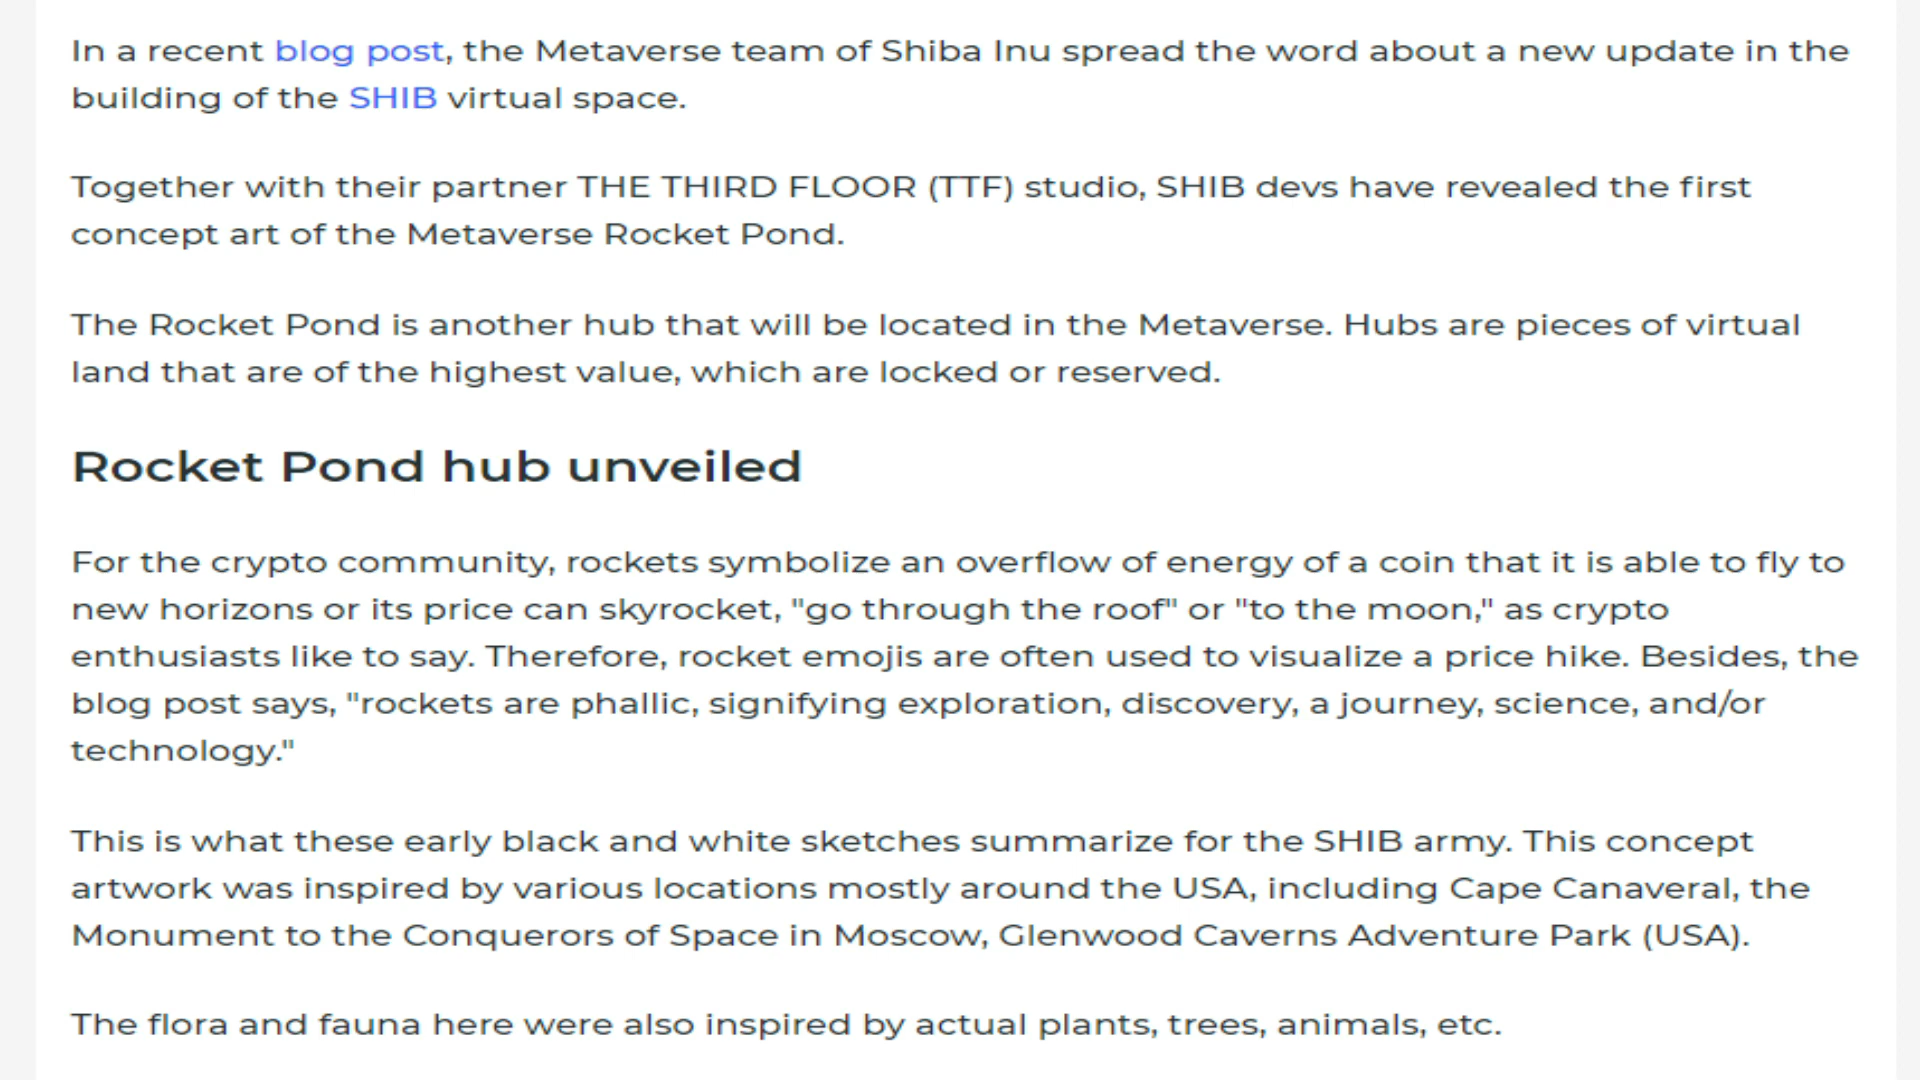 In a recent blog post, the Metaverse team of Shiba Inu spread the word about a new update in the
building of the SHIB virtual space.
Together with their partner THE THIRD FLOOR (TTF) studio, SHIB devs have revealed the first
concept art of the Metaverse Rocket Pond.
The Rocket Pond is another hub that will be located in the Metaverse. Hubs are pieces of virtual
land that are of the highest value, which are locked or reserved.
Rocket Pond hub unveiled
For the crypto community, rockets symbolize an overflow of energy of a coin that it is able to fly to
new horizons or its price can skyrocket, "go through the roof" or "to the moon," as crypto
enthusiasts like to say. Therefore, rocket emojis are often used to visualize a price hike. Besides, the
blog post says, "rockets are phallic, signifying exploration, discovery, a journey, science, and/or
technology."
This is what these early black and white sketches summarize for the SHIB army. This concept
artwork was inspired by various locations mostly around the USA, including Cape Canaveral, the
Monument to the Conquerors of Space in Moscow, Glenwood Caverns Adventure Park (USA).
The flora and fauna here were also inspired by actual plants, trees, animals, etc.